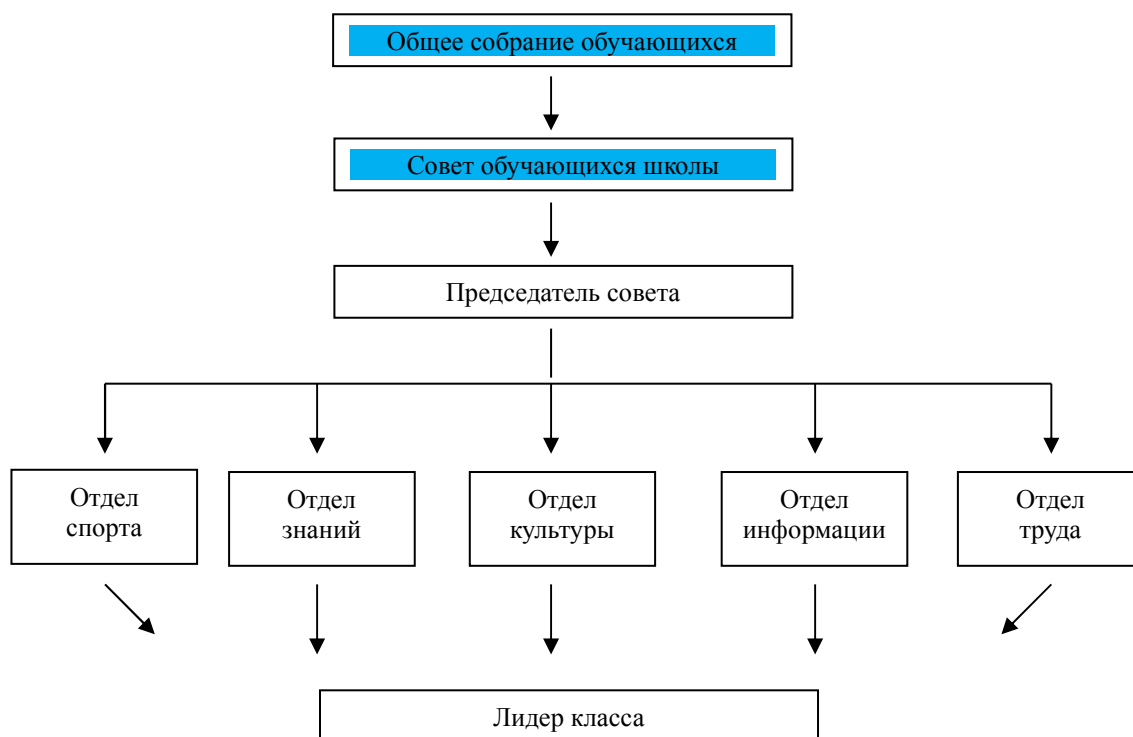 Общее собрание обучающихся
Совет обучающихся школы
Председатель совета
Отдел
спорта
Отдел
знаний
Отдел
культуры
Отдел
информации
Отдел
труда
Лидер класса